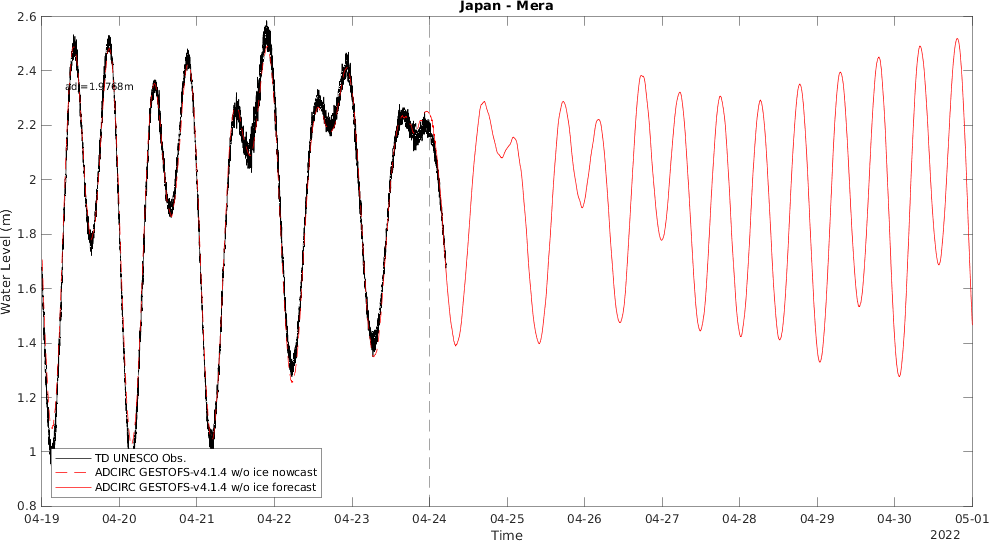 Japan - Mera
2.6
2.4
2.2
2
1.8
1.6
1.4
1.2
1
0.8
Water Level (m)
adj=1.9768m
TD UNESCO Obs.
ADCIRC GESTOFS-v4.1.4 w/o ice nowcast
ADCIRC GESTOFS-v4.1.4 w/o ice forecast
04-19 04-20 04-21 04-22 04-23 04-24 04-25 04-26 04-27 04-28 04-29 04-30 05-01
Time
2022